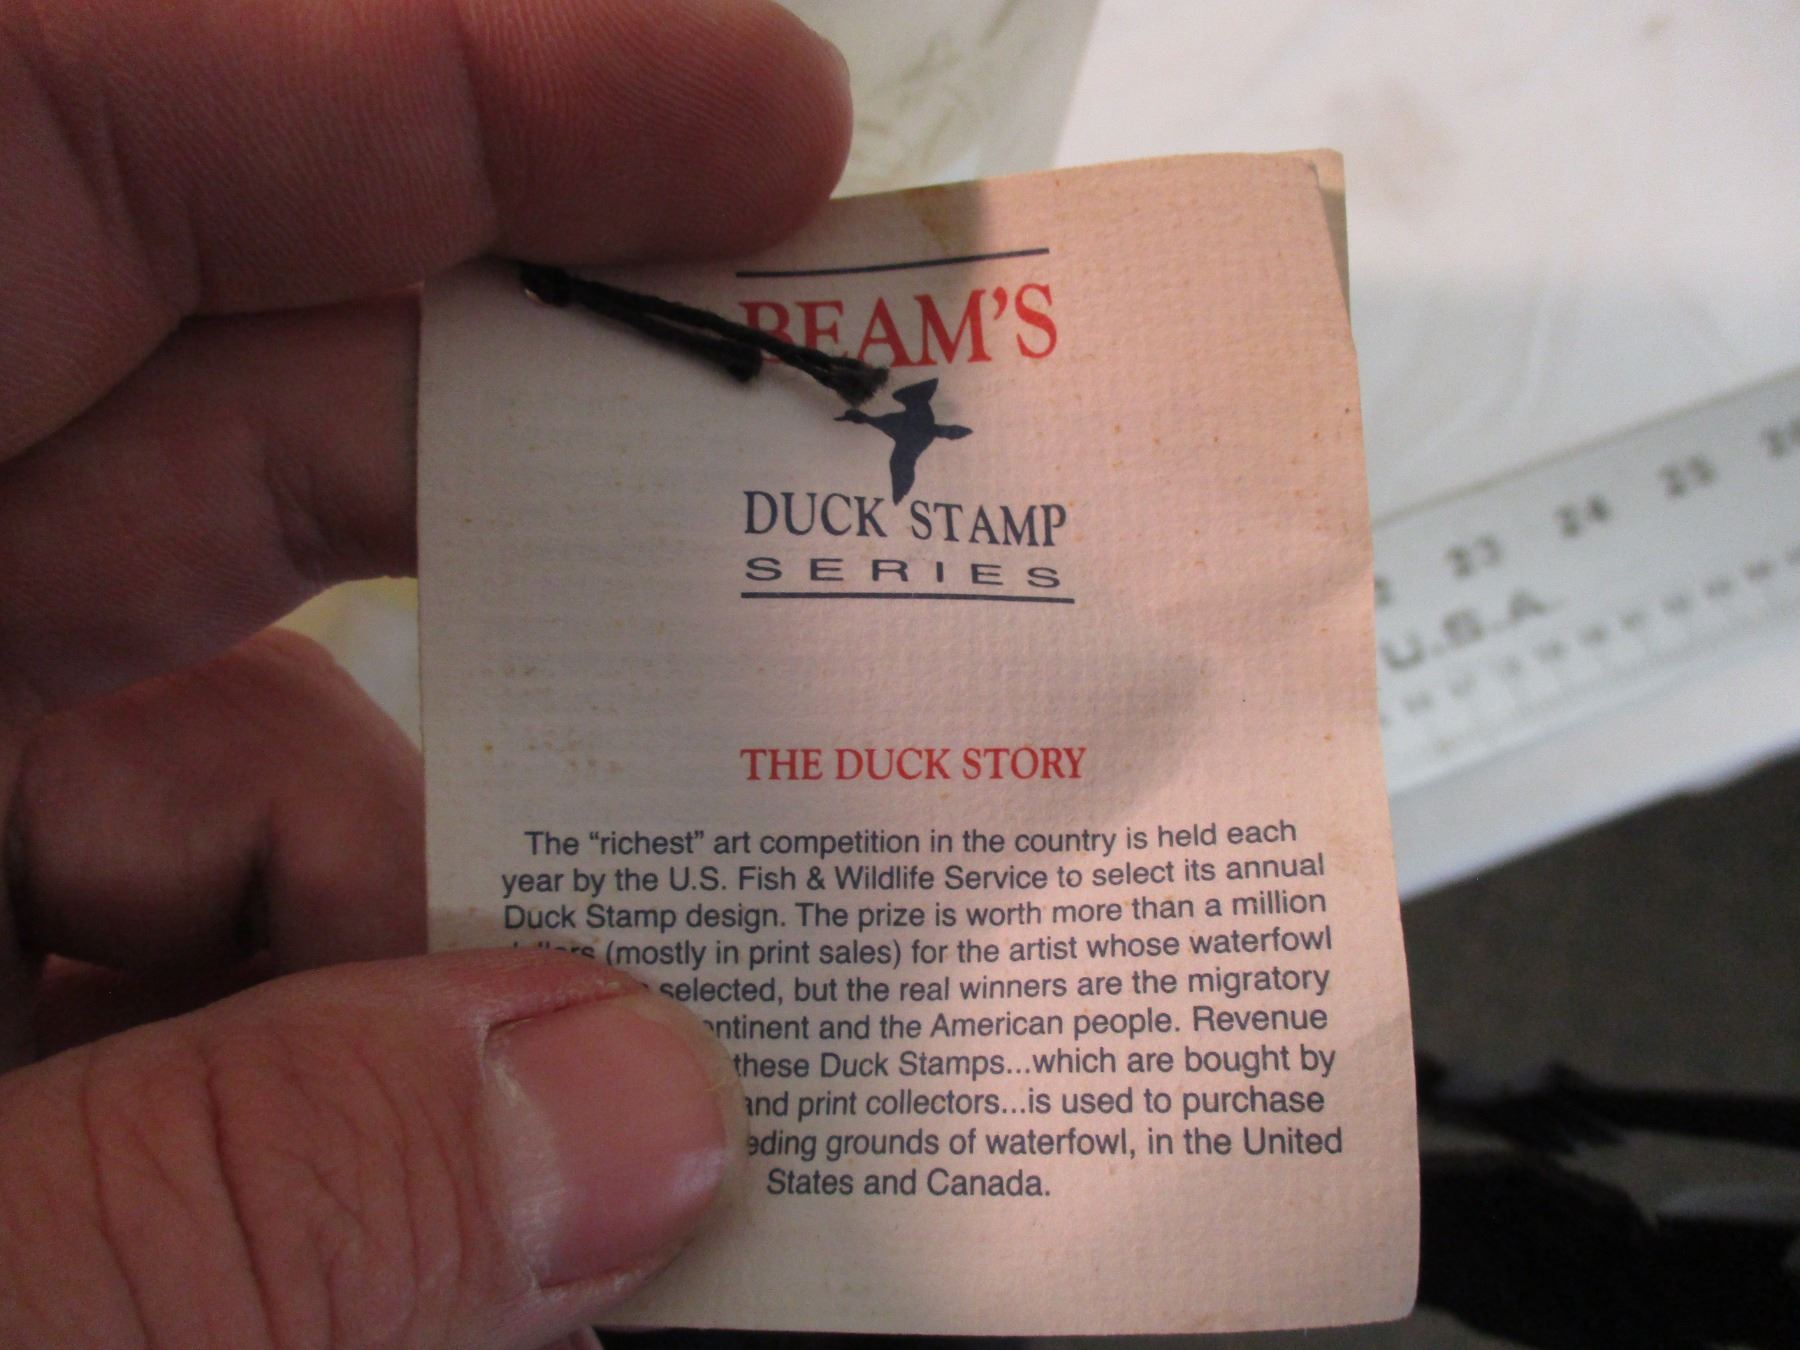 BEAM'S
DUCK STAMP
SERIES
THE DUCK STORY
The “richest” art competition in the country is held each
year by the U.S. Fish & Wildlife Service to select its annual
Duck Stamp design. The prize is worth more than a million
(mostly in print sales) for the artist whose waterfowl
selected, but the real winners are the migratory
and the American people. Revenue
these Duck Stamps...which are bought by
and print collectors...is used to purchase
grounds of waterfowl, in the United
States and Canada.
23 24 25 26
U.S.A.